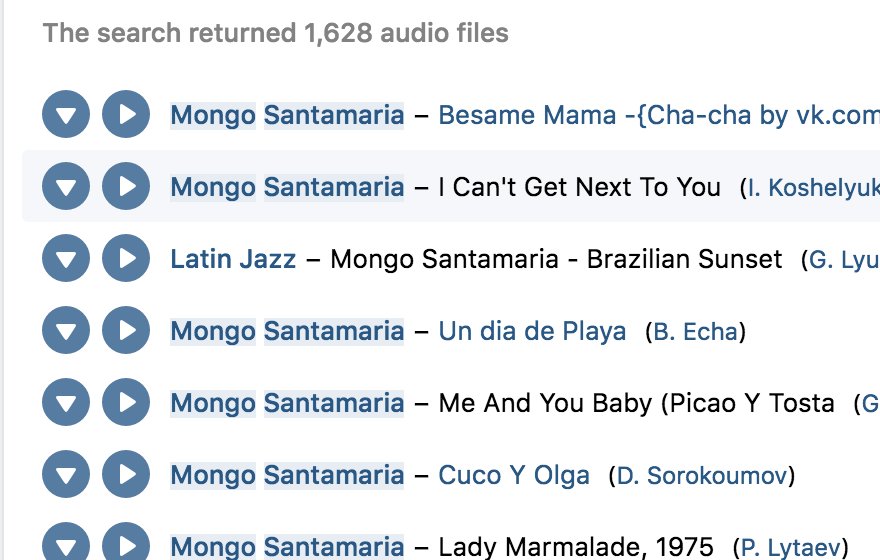 The search returned 1,628 audio files
Mongo Santamaria – Besame Mama -{Cha-cha by vk.com
Mongo Santamaria – I Can't Get Next To You (I. Koshelyuk
Latin Jazz – Mongo Santamaria - Brazilian Sunset (G. Lyu
Mongo Santamaria – Un dia de Playa (B. Echa)
Mongo Santamaria – Me And You Baby (Picao Y Tosta (G
Mongo Santamaria – Cuco Y Olga (D. Sorokoumov)
Mongo Santamaria – Lady Marmalade, 1975 (P. Lytaev)